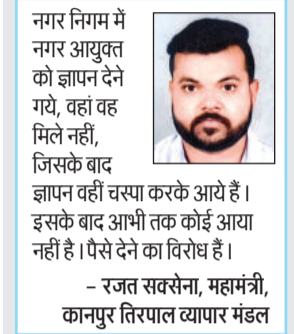 नगर निगम में
नगर आयुक्त
को ज्ञापन देने
गये, वहां वह
मिले नहीं,
जिसके बाद
ज्ञापन वहीं चस्पा करके आये हैं।
इसके बाद आभी तक कोई आया
नहीं है। पैसे देने का विरोध हैं।
– रजत सक्सेना, महामंत्री,
कानपुर तिरपाल व्यापार मंडल